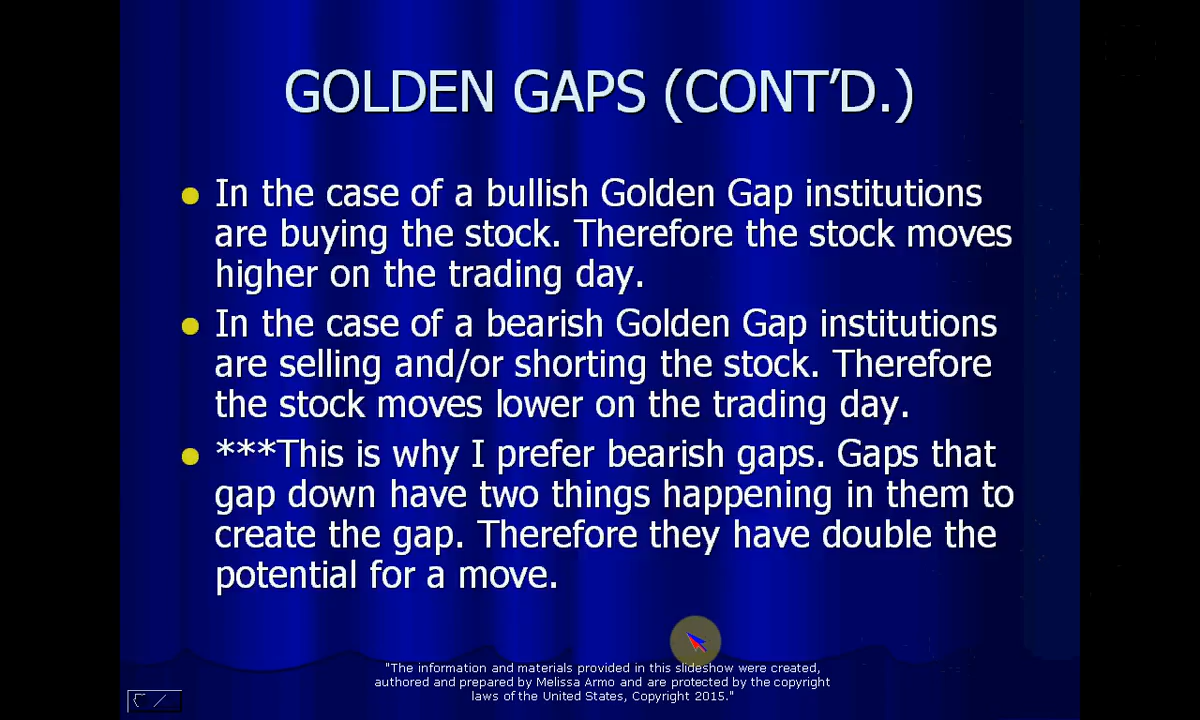 GOLDEN GAPS (CONT’D.)
In the case of a bullish Golden Gap institutions
are buying the stock. Therefore the stock moves
higher on the trading day.
In the case of a bearish Golden Gap institutions
are selling and/or shorting the stock. Therefore
the stock moves lower on the trading day.
***This is why I prefer bearish gaps. Gaps that
gap down have two things happening in them to
create the gap. Therefore they have double the
potential for a move.
"The information and materials provided in this slideshow were created,
authored and prepared by Melissa Armo and are protected by the copyright
laws of the United States, Copyright 2015."